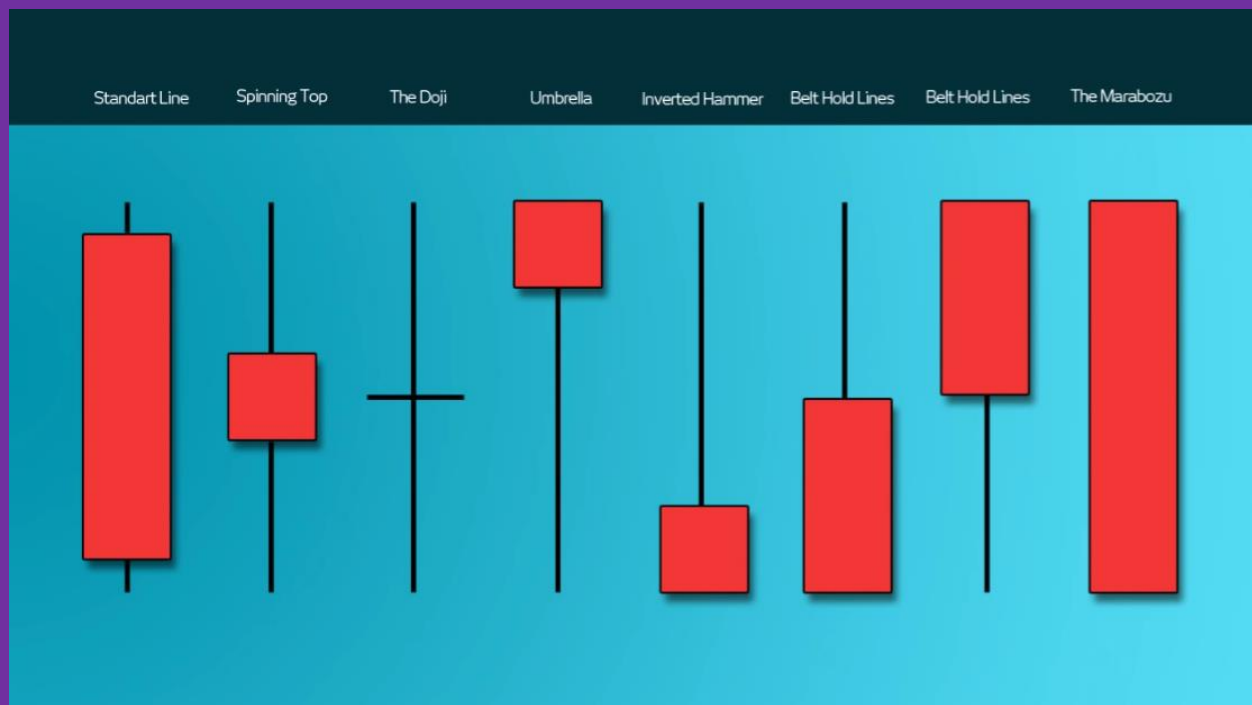 Standart Line
Spinning Top
The Doji
Umbrella
Inverted Hammer
Belt Hold Lines
Belt Hold Lines
The Marabozu